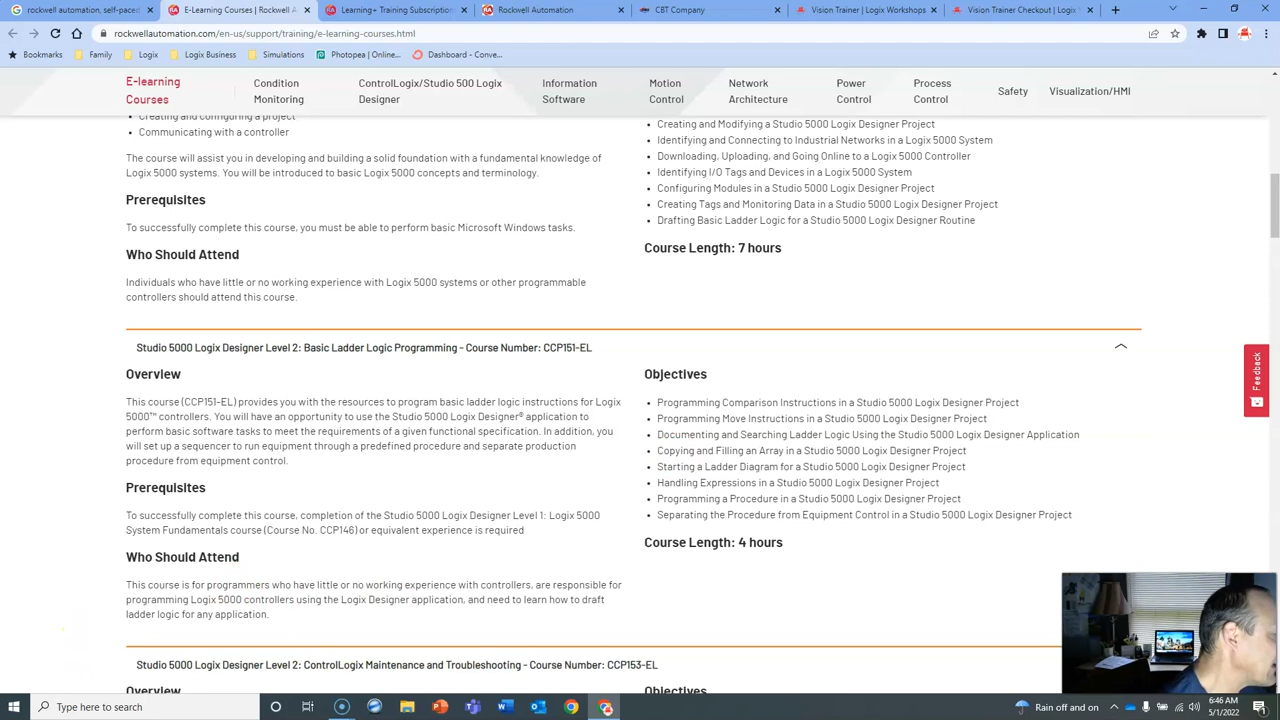 rockwell automation, self-paced
E-Learning Courses | Rockwell A
Learning+ Training Subscription
Rockwell Automation
CBT Company
Vision Trainer | Logix Workshops
Vision Trainer Checkout | Logix
rockwellautomation.com/en-us/support/training/e-learning-courses.html
Bookmarks
Family
Logix
Logix Business
Simulations
Photopea | Online...
Dashboard - Conve...
E-learning Courses
Condition Monitoring
ControlLogix/Studio 500 Logix Designer
Information Software
Motion Control
Network Architecture
Power Control
Process Control
Safety
Visualization/HMI
Creating and configuring a project
Communicating with a controller
The course will assist you in developing and building a solid foundation with a fundamental knowledge of
Logix 5000 systems. You will be introduced to basic Logix 5000 concepts and terminology.
Prerequisites
To successfully complete this course, you must be able to perform basic Microsoft Windows tasks.
Who Should Attend
Individuals who have little or no working experience with Logix 5000 systems or other programmable
controllers should attend this course.
Creating and Modifying a Studio 5000 Logix Designer Project
Identifying and Connecting to Industrial Networks in a Logix 5000 System
Downloading, Uploading, and Going Online to a Logix 5000 Controller
Identifying I/O Tags and Devices in a Logix 5000 System
Configuring Modules in a Studio 5000 Logix Designer Project
Creating Tags and Monitoring Data in a Studio 5000 Logix Designer Project
Drafting Basic Ladder Logic for a Studio 5000 Logix Designer Routine
Course Length: 7 hours
Studio 5000 Logix Designer Level 2: Basic Ladder Logic Programming - Course Number: CCP151-EL
Overview
This course (CCP151-EL) provides you with the resources to program basic ladder logic instructions for Logix
5000™ controllers. You will have an opportunity to use the Studio 5000 Logix Designer® application to
perform basic software tasks to meet the requirements of a given functional specification. In addition, you
will set up a sequencer to run equipment through a predefined procedure and separate production
procedure from equipment control.
Prerequisites
To successfully complete this course, completion of the Studio 5000 Logix Designer Level 1: Logix 5000
System Fundamentals course (Course No. CCP146) or equivalent experience is required
Who Should Attend
This course is for programmers who have little or no working experience with controllers, are responsible for
programming Logix 5000 controllers using the Logix Designer application, and need to learn how to draft
ladder logic for any application.
Objectives
Programming Comparison Instructions in a Studio 5000 Logix Designer Project
Programming Move Instructions in a Studio 5000 Logix Designer Project
Documenting and Searching Ladder Logic Using the Studio 5000 Logix Designer Application
Copying and Filling an Array in a Studio 5000 Logix Designer Project
Starting a Ladder Diagram for a Studio 5000 Logix Designer Project
Handling Expressions in a Studio 5000 Logix Designer Project
Programming a Procedure in a Studio 5000 Logix Designer Project
Separating the Procedure from Equipment Control in a Studio 5000 Logix Designer Project
Course Length: 4 hours
Feedback
Studio 5000 Logix Designer Level 2: ControlLogix Maintenance and Troubleshooting - Course Number: CCP153-EL
Overview
Objectives
Type here to search
Rain off and on
6:46 AM
5/1/2022